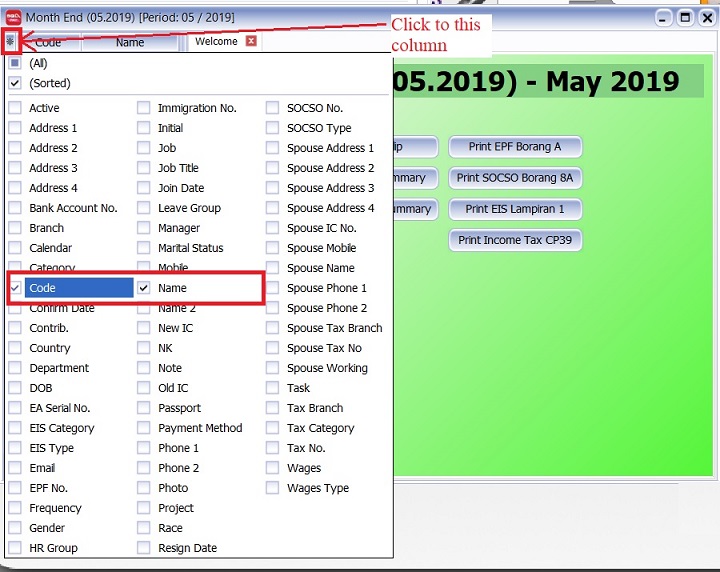 Month End (05.2019) [Period: 05 / 2019]
Click to this
column
Code Name Welcome
(All)
(Sorted)
05.2019) - May 2019
Active Immigration No. SOCSO No.
Address 1 Initial SOCSO Type
Address 2 Job Spouse Address 1
Address 3 Job Title Spouse Address 2
Address 4 Join Date Spouse Address 3
Bank Account No. Leave Group Spouse Address 4
Branch Manager Spouse IC No.
Calendar Marital Status Spouse Mobile
Category Mobile Spouse Name
Code Name Spouse Phone 1
Confirm Date Name 2 Spouse Phone 2
Contrib. New IC Spouse Tax Branch
Country NK Spouse Tax No
Department Note Spouse Working
DOB Old IC Task
EA Serial No. Passport Tax Branch
EIS Category Payment Method Tax Category
EIS Type Phone 1 Tax No.
Email Phone 2 Wages
EPF No. Photo Wages Type
Frequency Project
Gender Race
HR Group Resign Date
lip Print EPF Borang A
mmary Print SOCSO Borang 8A
ummary Print EIS Lampiran 1
Print Income Tax CP39